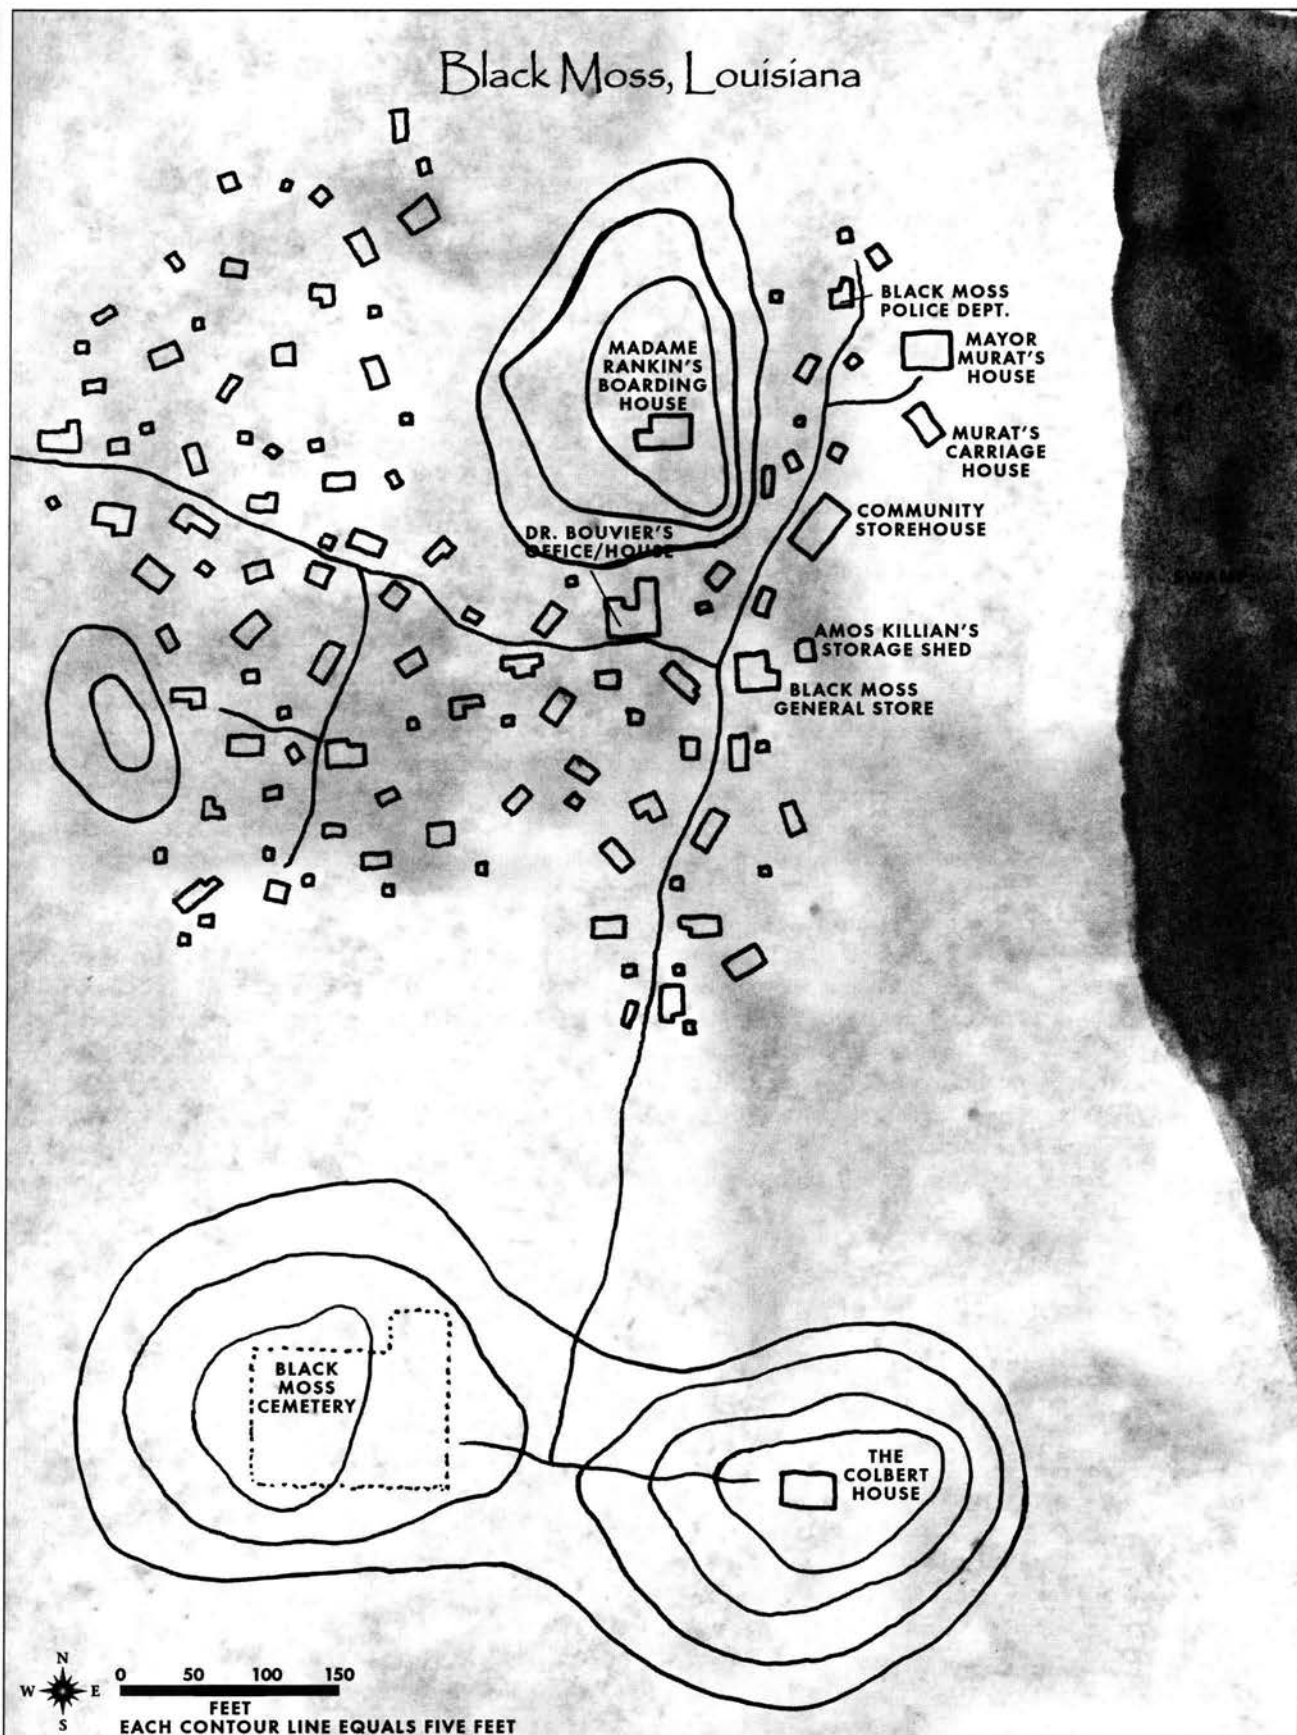 Black Moss, Louisiana
BLACK MOSS
POLICE DEPT.
MAYOR
MURAT'S
HOUSE
MADAME
RANKIN'S
BOARDING
HOUSE
MURAT'S
CARRIAGE
HOUSE
COMMUNITY
STOREHOUSE
DR. BOUVIER'S
OFFICE/HOUSE
SWAMP
AMOS KILLIAN'S
STORAGE SHED
BLACK MOSS
GENERAL STORE
BLACK
MOSS
CEMETERY
THE
COLBERT
HOUSE
N
W E
S
0 50 100 150
FEET
EACH CONTOUR LINE EQUALS FIVE FEET